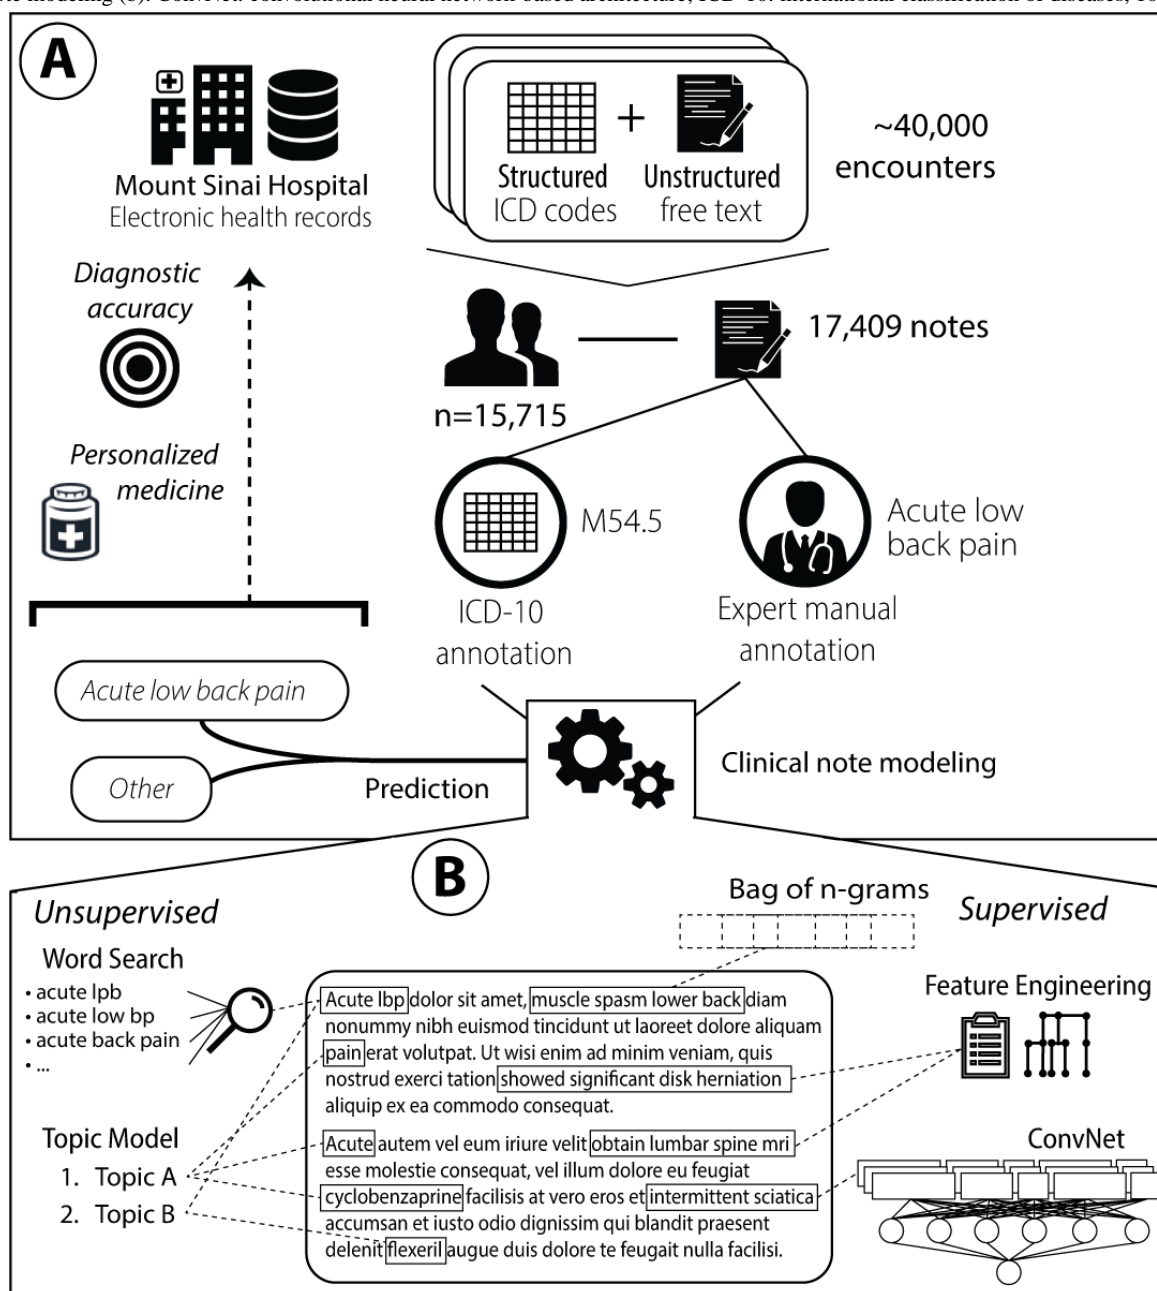 A
Mount Sinai Hospital
Electronic health records
Structured
ICD codes
+
Unstructured
free text
~40,000
encounters
Diagnostic
accuracy
Personalized
medicine
n=15,715
17,409 notes
M54.5
ICD-10
annotation
Acute low
back pain
Expert manual
annotation
Acute low back pain
Other
Prediction
Clinical note modeling
B
Unsupervised
Word Search
• acute lpb
• acute low bp
• acute back pain
• ...
Topic Model
1. Topic A
2. Topic B
Bag of n-grams
Supervised
Feature Engineering
ConvNet
Acute lbp dolor sit amet, muscle spasm lower back diam
nonummy nibh euismod tincidunt ut laoreet dolore aliquam
pain erat volutpat. Ut wisi enim ad minim veniam, quis
nostrud exerci tation showed significant disk herniation
aliquip ex ea commodo consequat.
Acute autem vel eum iriure velit obtain lumbar spine mri
esse molestie consequat, vel illum dolore eu feugiat
cyclobenzaprine facilisis at vero eros et intermittent sciatica
accumsan et iusto odio dignissim qui blandit praesent
delenit flexeril augue duis dolore te feugait nulla facilisi.